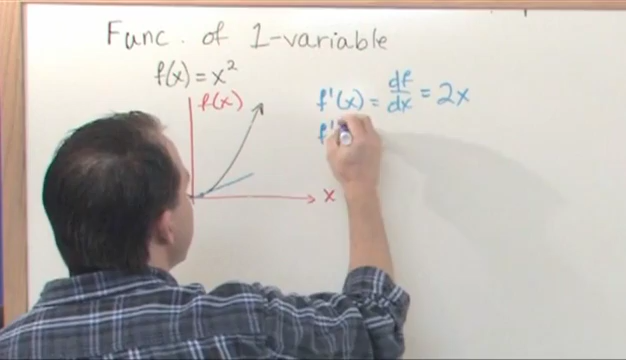 Func. of 1-variable
f(x) = x²
f(x)
f'(x) = df/dx = 2x
f'
x